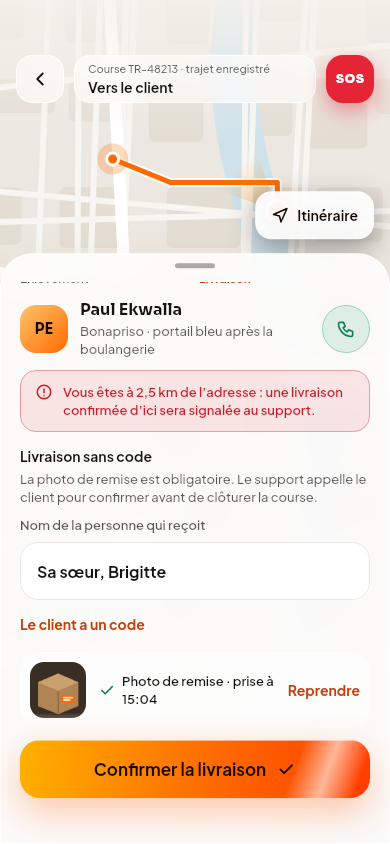 Course TR-48213 · trajet enregistré
Vers le client
SOS
Itinéraire
Livraison
PE
Paul Ekwalla
Bonapriso · portail bleu après la
boulangerie
Vous êtes à 2,5 km de l'adresse : une livraison
confirmée d'ici sera signalée au support.
Livraison sans code
La photo de remise est obligatoire. Le support appelle le
client pour confirmer avant de clôturer la course.
Nom de la personne qui reçoit
Sa sœur, Brigitte
Le client a un code
Photo de remise · prise à
15:04
Reprendre
Confirmer la livraison